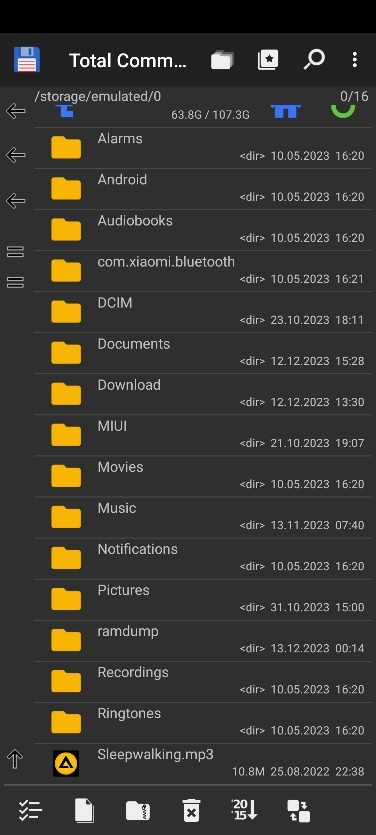 Total Comm...
/storage/emulated/0 0/16
63.8G / 107.3G
Alarms
<dir> 10.05.2023 16:20
Android
<dir> 10.05.2023 16:20
Audiobooks
<dir> 10.05.2023 16:20
com.xiaomi.bluetooth
<dir> 10.05.2023 16:21
DCIM
<dir> 23.10.2023 18:11
Documents
<dir> 12.12.2023 15:28
Download
<dir> 12.12.2023 13:30
MIUI
<dir> 21.10.2023 19:07
Movies
<dir> 10.05.2023 16:20
Music
<dir> 13.11.2023 07:40
Notifications
<dir> 10.05.2023 16:20
Pictures
<dir> 31.10.2023 15:00
ramdump
<dir> 13.12.2023 00:14
Recordings
<dir> 10.05.2023 16:20
Ringtones
<dir> 10.05.2023 16:20
Sleepwalking.mp3
10.8M 25.08.2022 22:38
'20
'15